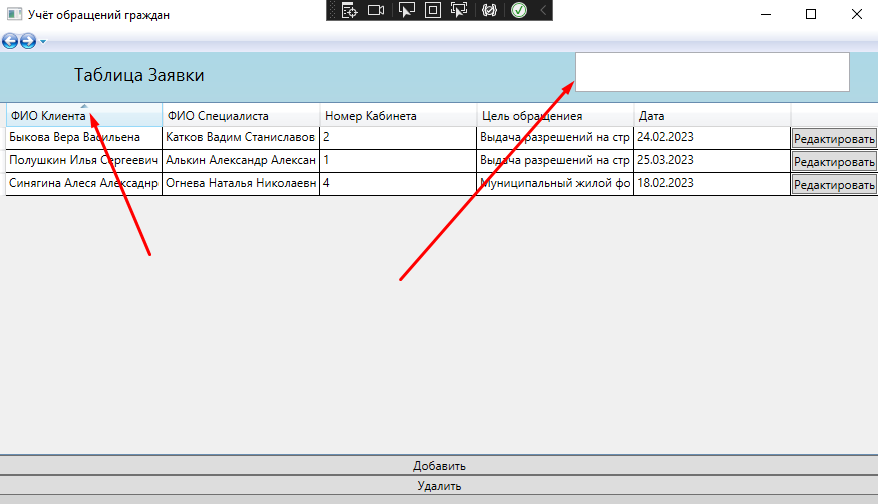 Учёт обращений граждан
Таблица Заявки
ФИО Клиента ФИО Специалиста Номер Кабинета Цель обращениея Дата
Быкова Вера Васильена Катков Вадим Станиславов 2 Выдача разрешений на стр 24.02.2023 Редактировать
Полушкин Илья Сергеевич Алькин Александр Алексан 1 Выдача разрешений на стр 25.03.2023 Редактировать
Синягина Алеся Алексаднр Огнева Наталья Николаевн 4 Муниципальный жилой фо 18.02.2023 Редактировать
Добавить
Удалить